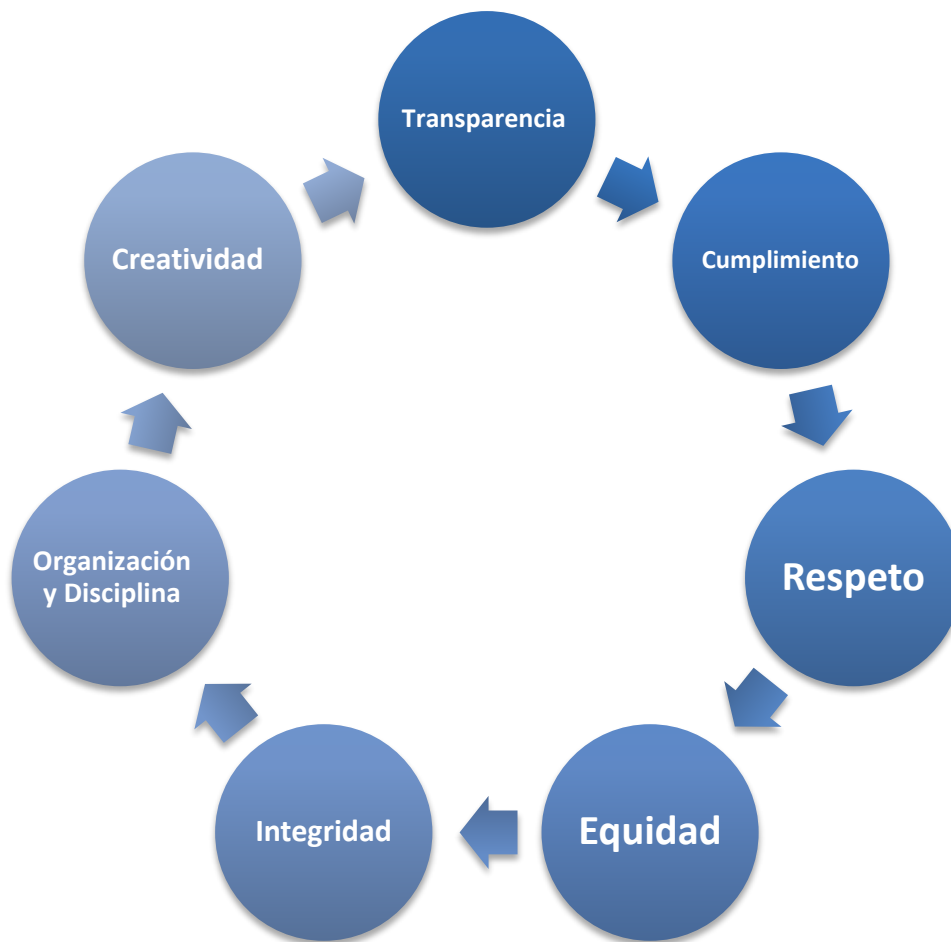 Transparencia
Cumplimiento
Respeto
Equidad
Integridad
Organización
y Disciplina
Creatividad